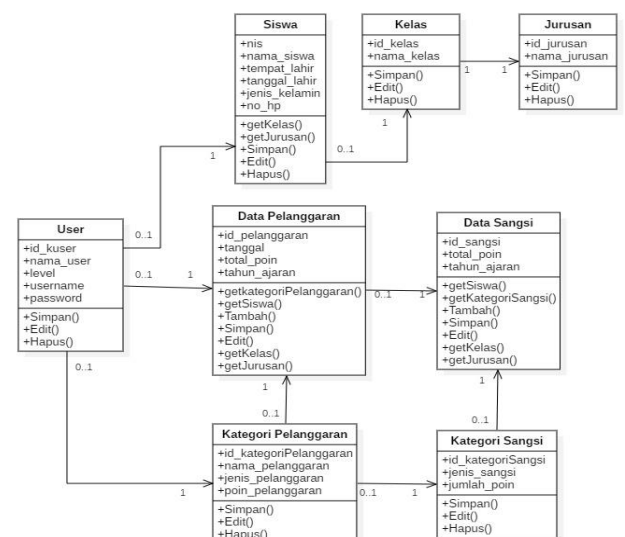 Siswa
+nis
+nama_siswa
+tempat_lahir
+tanggal_lahir
+jenis_kelamin
+no_hp
+getKelas()
+getJurusan()
+Simpan()
+Edit()
+Hapus()
Kelas
+id_kelas
+nama_kelas
+Simpan()
+Edit()
+Hapus()
1
1
Jurusan
+id_jurusan
+nama_jurusan
+Simpan()
+Edit()
+Hapus()
1
0..1
1
0..1
User
+id_kuser
+nama_user
+level
+username
+password
+Simpan()
+Edit()
+Hapus()
0..1
1
0..1
Data Pelanggaran
+id_pelanggaran
+tanggal
+total_poin
+tahun_ajaran
+getkategoriPelanggaran()
+getSiswa()
+Tambah()
+Simpan()
+Edit()
+getKelas()
+getJurusan()
0..1
1
Data Sangsi
+id_sangsi
+total_poin
+tahun_ajaran
+getSiswa()
+getKategoriSangsi()
+Tambah()
+Simpan()
+Edit()
+getKelas()
+getJurusan()
1
0..1
1
0..1
Kategori Pelanggaran
+id_kategoriPelanggaran
+nama_pelanggaran
+jenis_pelanggaran
+poin_pelanggaran
+Simpan()
+Edit()
+Hapus()
1
0..1
1
Kategori Sangsi
+id_kategoriSangsi
+jenis_sangsi
+jumlah_poin
+Simpan()
+Edit()
+Hapus()